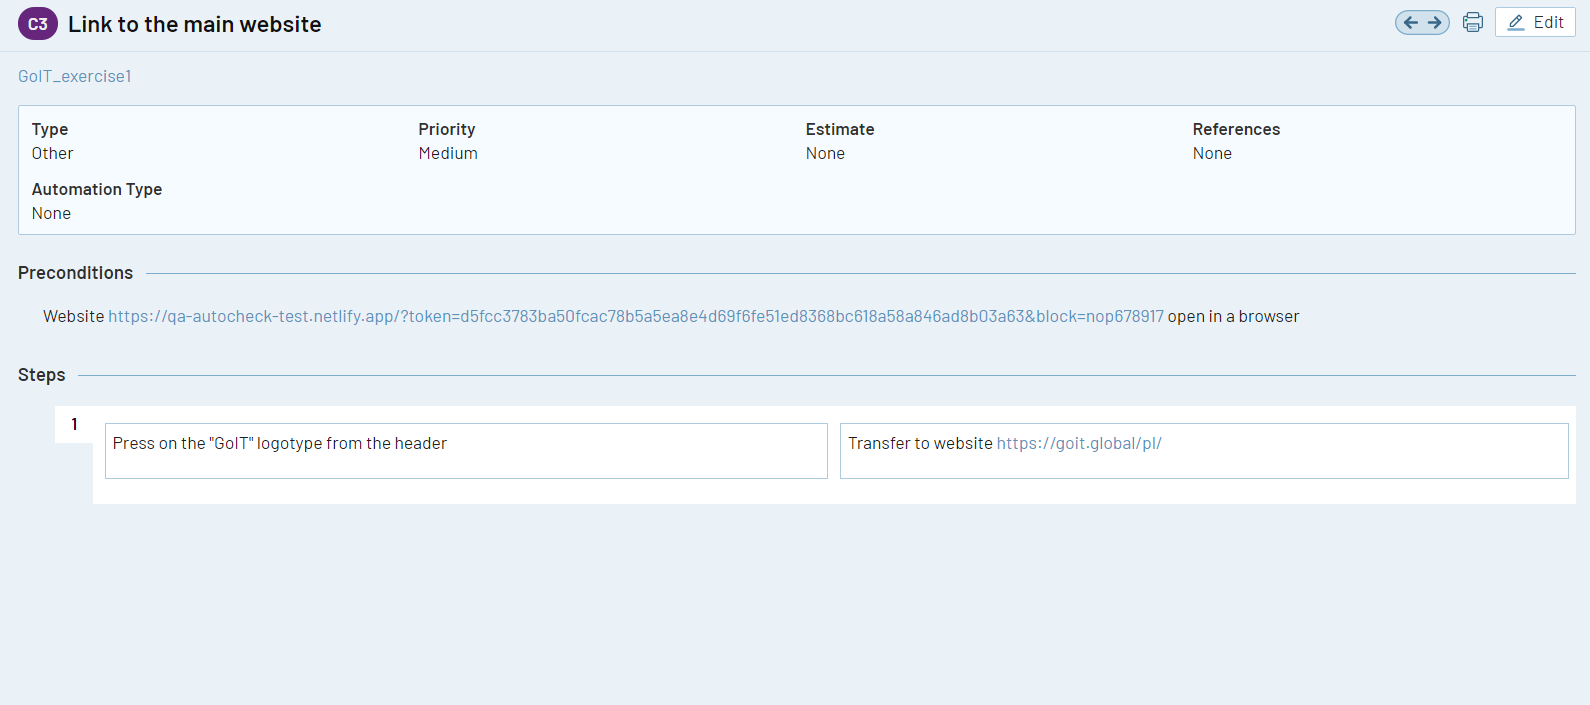 C3 Link to the main website
Edit
GoIT_exercise1
Type Priority Estimate References
Other Medium None None
Automation Type
None
Preconditions
Website https://qa-autocheck-test.netlify.app/?token=d5fcc3783ba50fcac78b5a5ea8e4d69f6fe51ed8368bc618a58a846ad8b03a63&block=nop678917 open in a browser
Steps
1
Press on the "GoIT" logotype from the header
Transfer to website https://goit.global/pl/